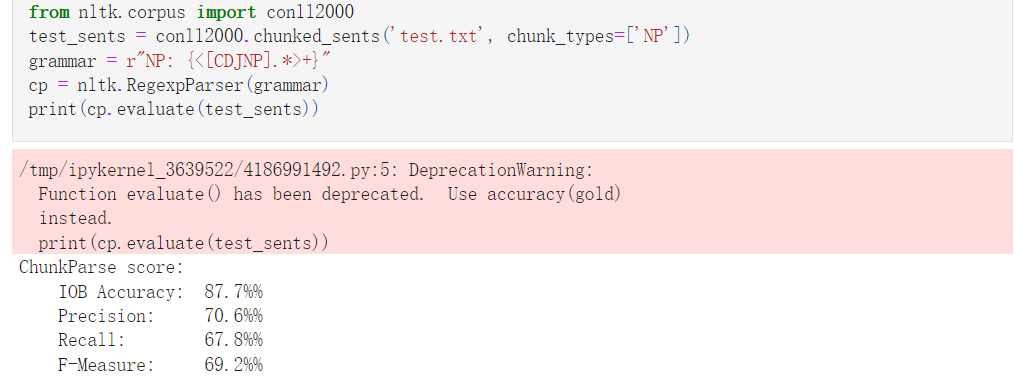 from nltk.corpus import conll2000
test_sents = conll2000.chunked_sents('test.txt', chunk_types=['NP'])
grammar = r"NP: {<[CDJNP].*>+}"
cp = nltk.RegexpParser(grammar)
print(cp.evaluate(test_sents))
/tmp/ipykernel_3639522/4186991492.py:5: DeprecationWarning:
  Function evaluate() has been deprecated.  Use accuracy(gold)
  instead.
  print(cp.evaluate(test_sents))
ChunkParse score:
    IOB Accuracy:  87.7%%
    Precision:     70.6%%
    Recall:        67.8%%
    F-Measure:     69.2%%